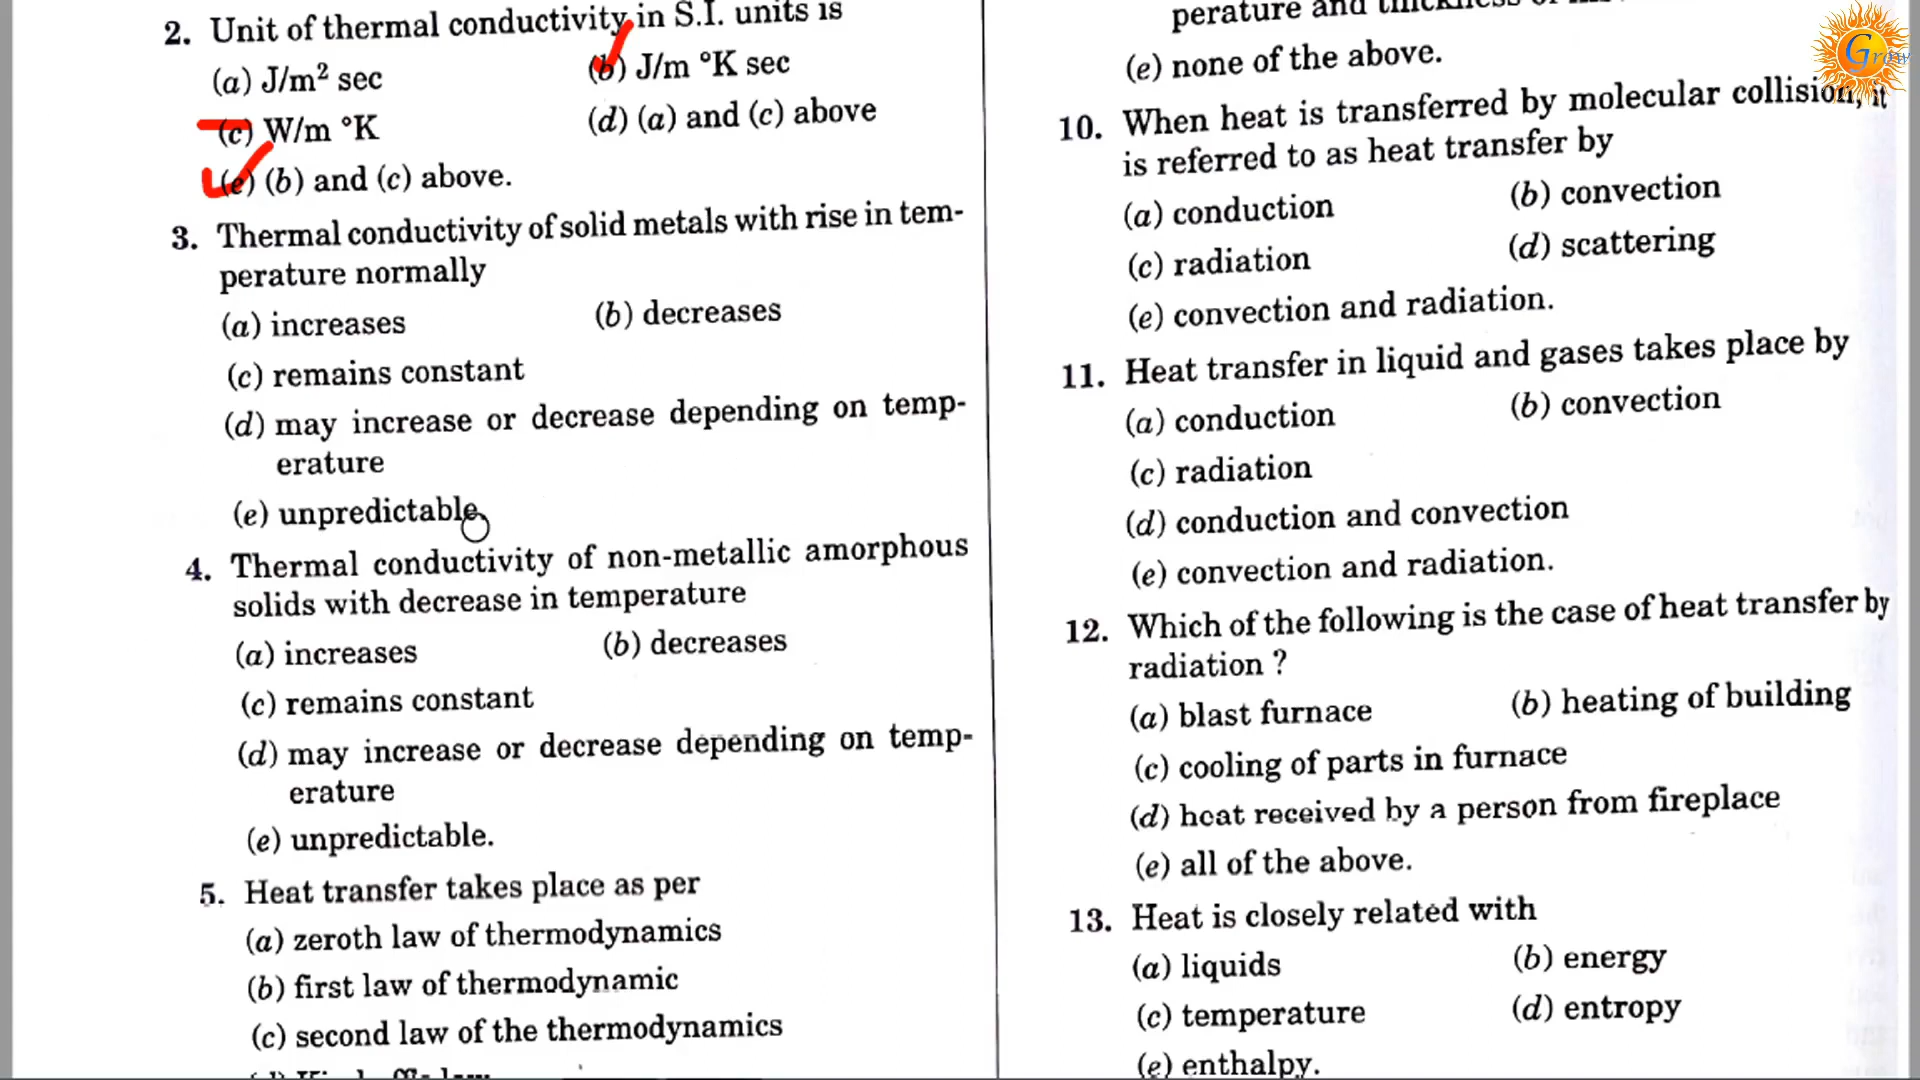 2. Unit of thermal conductivity in S.I. units is
(a) J/m² sec (b) J/m °K sec
(c) W/m °K (d) (a) and (c) above
(e) (b) and (c) above.
3. Thermal conductivity of solid metals with rise in tem-
perature normally
(a) increases (b) decreases
(c) remains constant
(d) may increase or decrease depending on temp-
erature
(e) unpredictable.
4. Thermal conductivity of non-metallic amorphous
solids with decrease in temperature
(a) increases (b) decreases
(c) remains constant
(d) may increase or decrease depending on temp-
erature
(e) unpredictable.
5. Heat transfer takes place as per
(a) zeroth law of thermodynamics
(b) first law of thermodynamic
(c) second law of the thermodynamics
perature and
(e) none of the above.
10. When heat is transferred by molecular collision, it
is referred to as heat transfer by
(a) conduction (b) convection
(c) radiation (d) scattering
(e) convection and radiation.
11. Heat transfer in liquid and gases takes place by
(a) conduction (b) convection
(c) radiation
(d) conduction and convection
(e) convection and radiation.
12. Which of the following is the case of heat transfer by
radiation ?
(a) blast furnace (b) heating of building
(c) cooling of parts in furnace
(d) heat received by a person from fireplace
(e) all of the above.
13. Heat is closely related with
(a) liquids (b) energy
(c) temperature (d) entropy
(e) enthalpy.
Grow